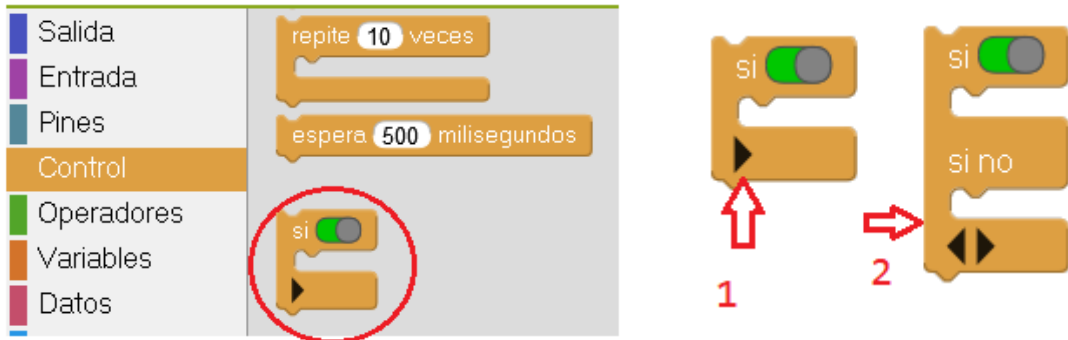 Salida
Entrada
Pines
Control
Operadores
Variables
Datos
repite 10 veces
espera 500 milisegundos
si
si
1
si
si no
2